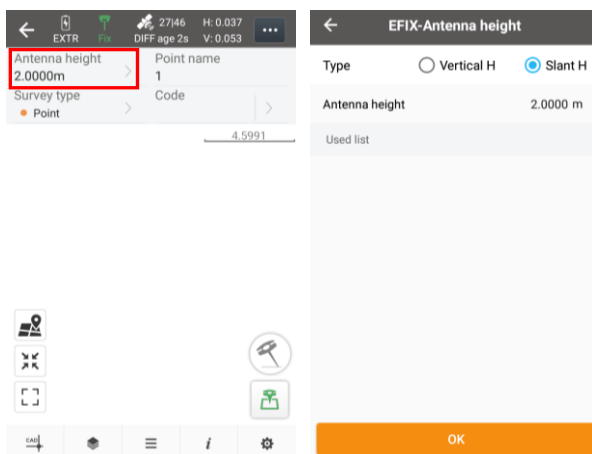 EXTR
Fix
27|46
DIFF age 2s
H: 0.037
V: 0.053
Antenna height
2.0000m
Point name
1
Survey type
Point
Code
4.5991
CAD
i
EFIX-Antenna height
Type
Vertical H
Slant H
Antenna height
2.0000 m
Used list
OK